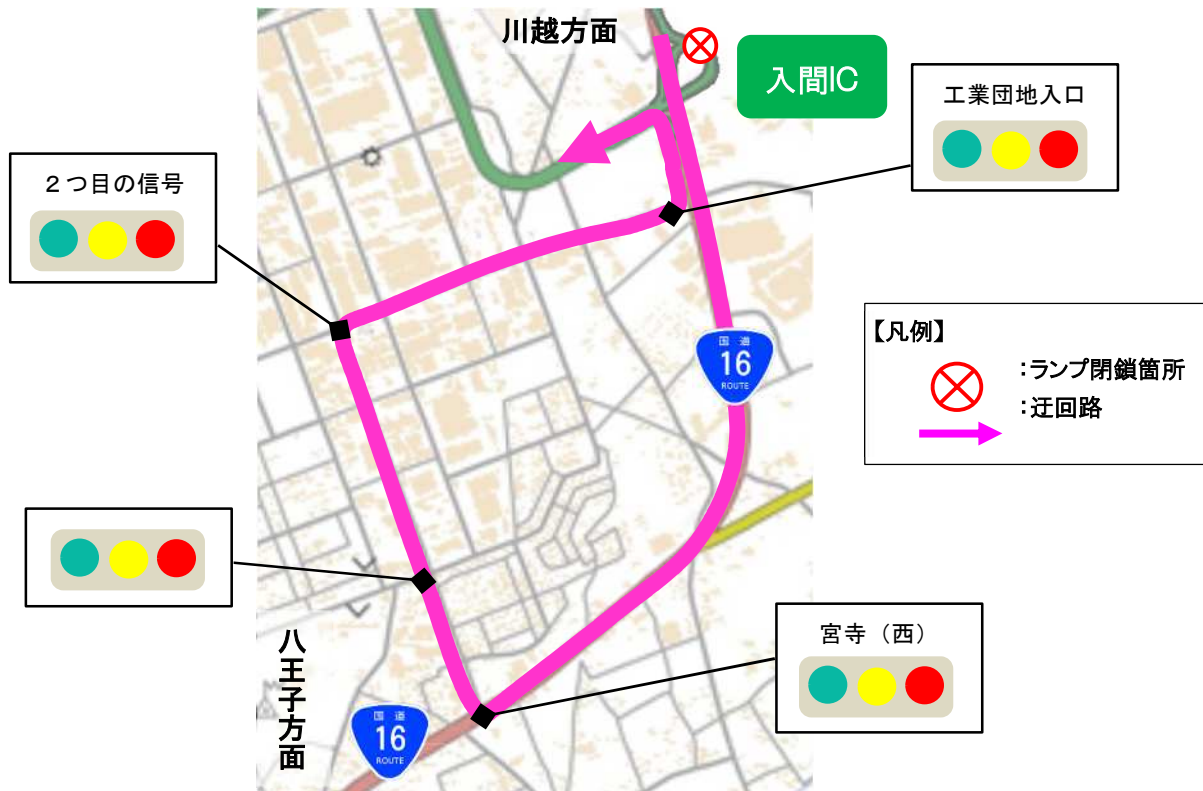 川越方面
入間IC
工業団地入口
２つ目の信号
国道
16
ROUTE
【凡例】
:ランプ閉鎖箇所
:迂回路
宮寺（西）
八王子方面
国道
16
ROUTE